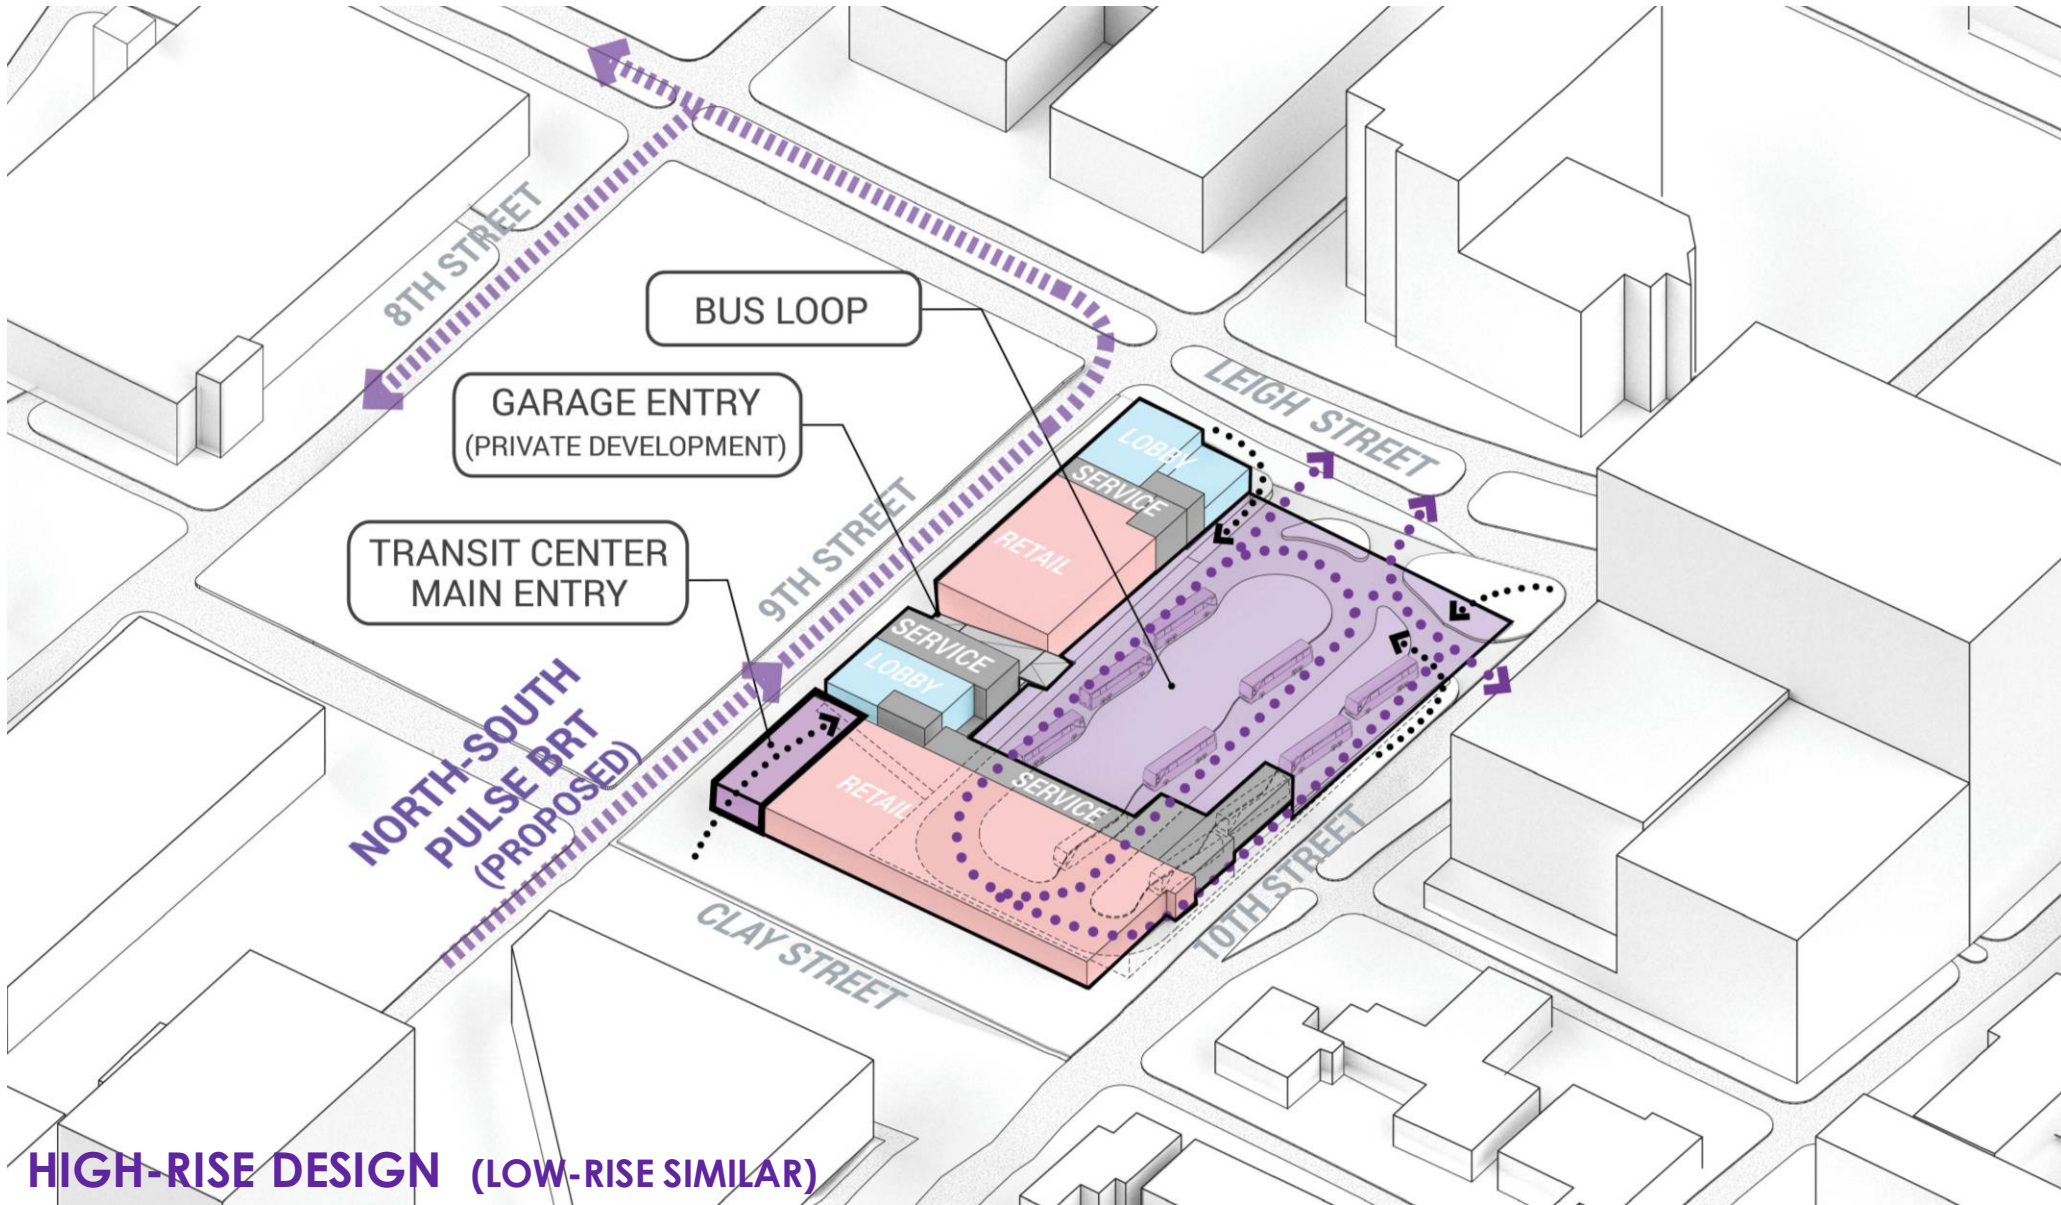 8TH STREET
BUS LOOP
LEIGH STREET
GARAGE ENTRY
(PRIVATE DEVELOPMENT)
LOBBY
SERVICE
RETAIL
TRANSIT CENTER
MAIN ENTRY
9TH STREET
SERVICE
LOBBY
NORTH-SOUTH
PULSE BRT
(PROPOSED)
RETAIL
SERVICE
10TH STREET
CLAY STREET
HIGH-RISE DESIGN (LOW-RISE SIMILAR)